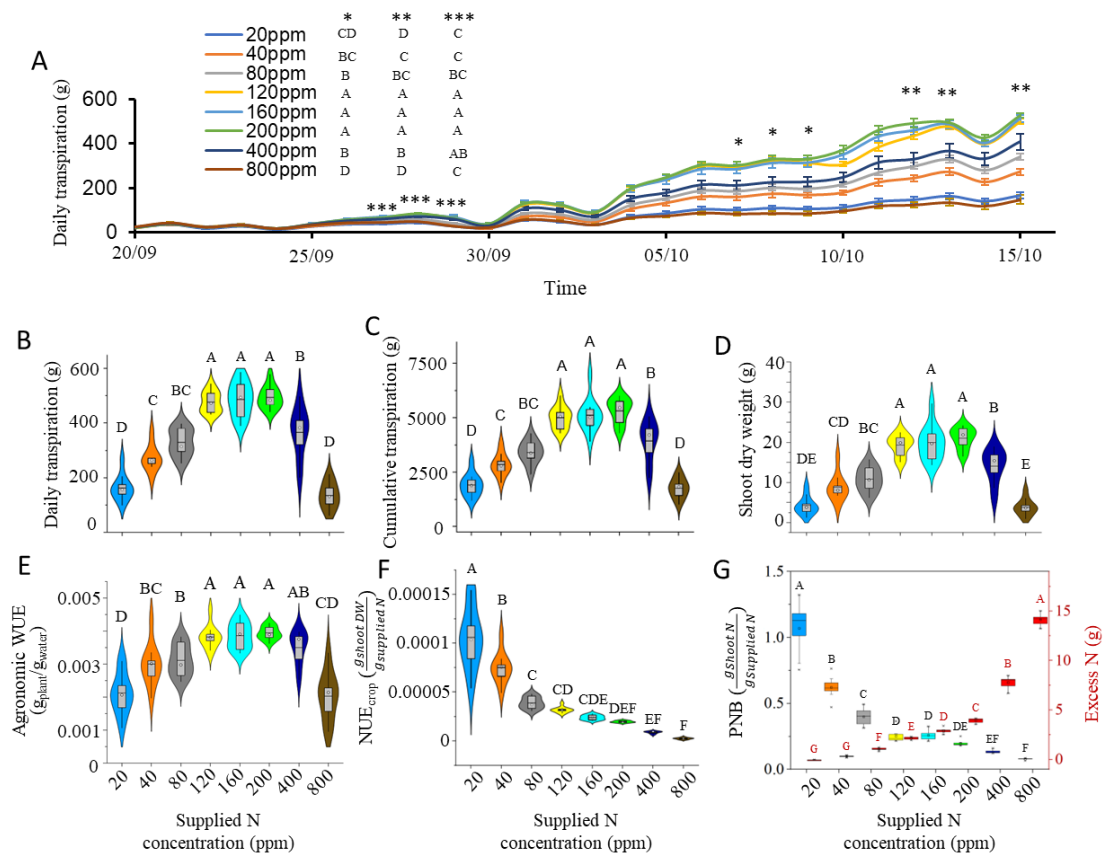 A
* ** ***
20ppm CD D C
40ppm BC C C
80ppm B BC BC
120ppm A A A
160ppm A A A
200ppm A A A
400ppm B B AB
800ppm D D C
Daily transpiration (g)
600
400
200
0
*** *** *** * * * ** ** **
20/09 25/09 30/09 05/10 10/10 15/10
Time
B
Daily transpiration (g)
600
400
200
0
D C BC A A A B D
C
Cumulative transpiration (g)
7500
5000
2500
0
D C BC A A A B D
D
Shoot dry weight (g)
40
30
20
10
0
DE CD BC A A A B E
E
Agronomic WUE
(gplant/gwater)
0.005
0.003
0.001
0
D BC B A A A AB CD
20 40 80 120 160 200 400 800
Supplied N
concentration (ppm)
F
NUEcrop (g shoot DW / g supplied N)
0.00015
0.0001
0.00005
0
A B C CD CDE DEF EF F
20 40 80 120 160 200 400 800
Supplied N
concentration (ppm)
G
PNB (g Shoot N / g Supplied N)
1.5
1.0
0.5
0.0
A B C D D DE EF F
G G F E D C B A
Excess N (g)
15
10
5
0
20 40 80 120 160 200 400 800
Supplied N
concentration (ppm)